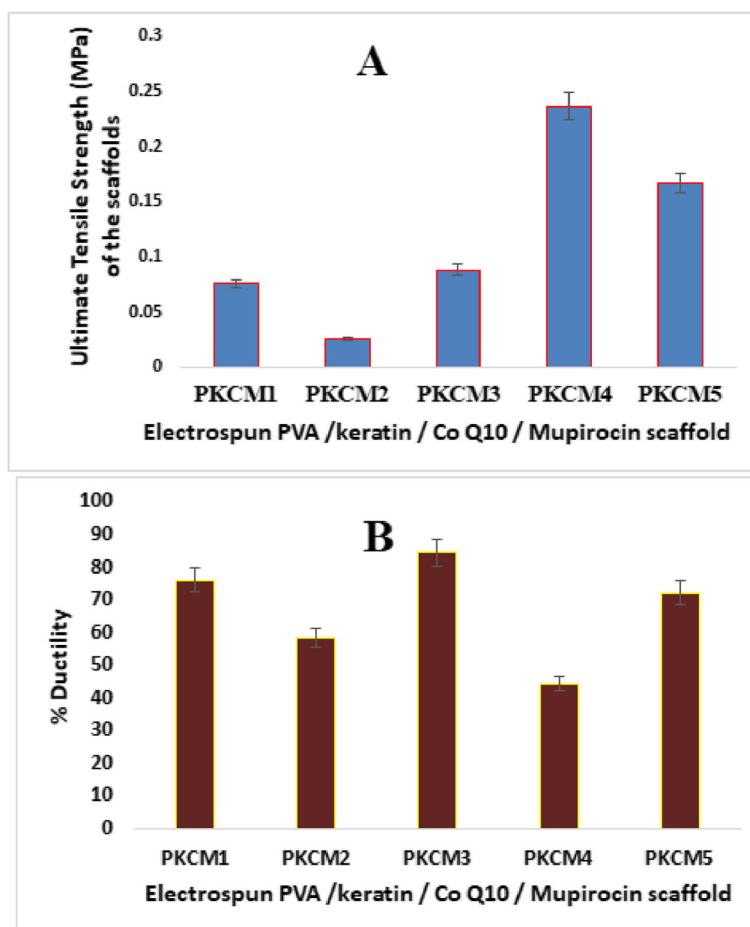 A
Ultimate Tensile Strength (MPa)
of the scaffolds
0.3
0.25
0.2
0.15
0.1
0.05
0
PKCM1 PKCM2 PKCM3 PKCM4 PKCM5
Electrospun PVA /keratin / Co Q10 / Mupirocin scaffold
B
% Ductility
100
90
80
70
60
50
40
30
20
10
0
PKCM1 PKCM2 PKCM3 PKCM4 PKCM5
Electrospun PVA /keratin / Co Q10 / Mupirocin scaffold